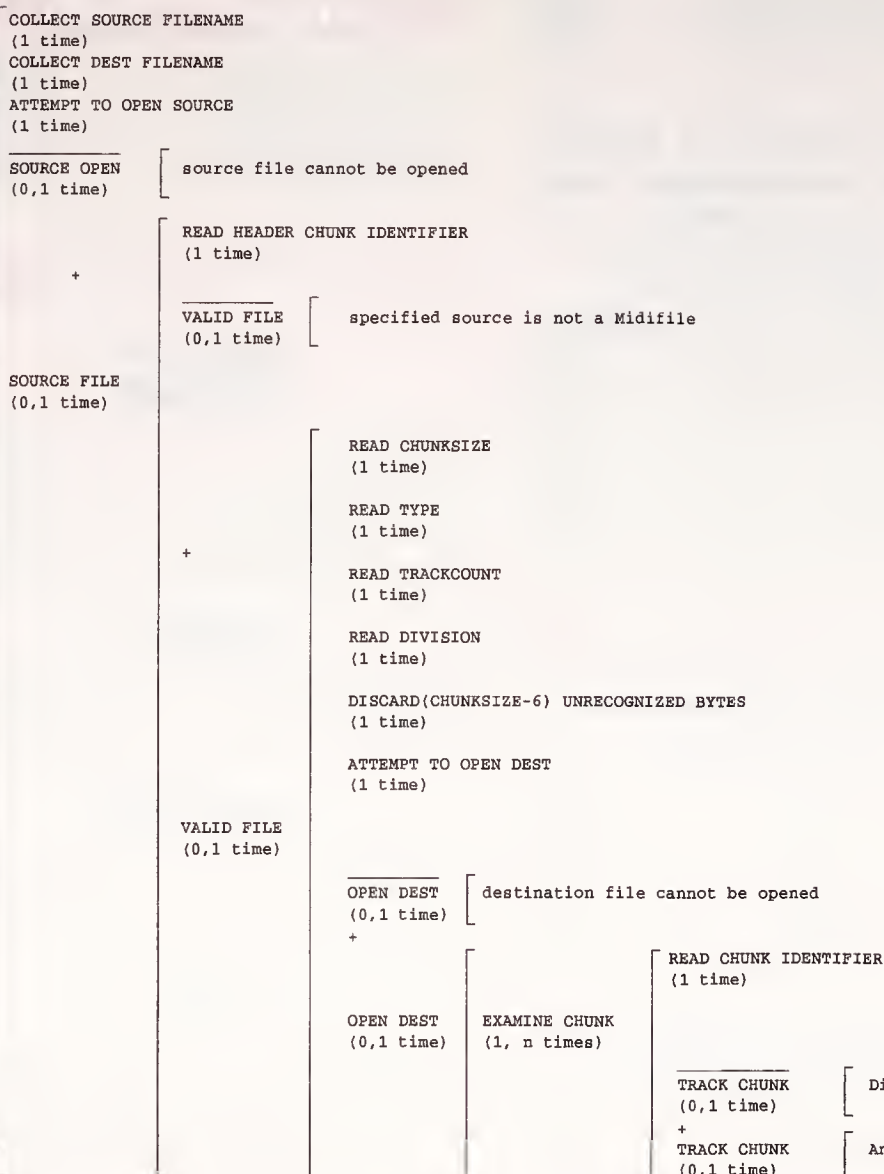 COLLECT SOURCE FILENAME
(1 time)
COLLECT DEST FILENAME
(1 time)
ATTEMPT TO OPEN SOURCE
(1 time)
SOURCE OPEN
(0,1 time)
source file cannot be opened
+
READ HEADER CHUNK IDENTIFIER
(1 time)
VALID FILE
(0,1 time)
specified source is not a Midifile
SOURCE FILE
(0,1 time)
+
READ CHUNKSIZE
(1 time)
READ TYPE
(1 time)
READ TRACKCOUNT
(1 time)
READ DIVISION
(1 time)
DISCARD(CHUNKSIZE-6) UNRECOGNIZED BYTES
(1 time)
ATTEMPT TO OPEN DEST
(1 time)
VALID FILE
(0,1 time)
OPEN DEST
(0,1 time)
destination file cannot be opened
+
OPEN DEST
(0,1 time)
EXAMINE CHUNK
(1, n times)
READ CHUNK IDENTIFIER
(1 time)
TRACK CHUNK
(0,1 time)
+
TRACK CHUNK
(0,1 time)